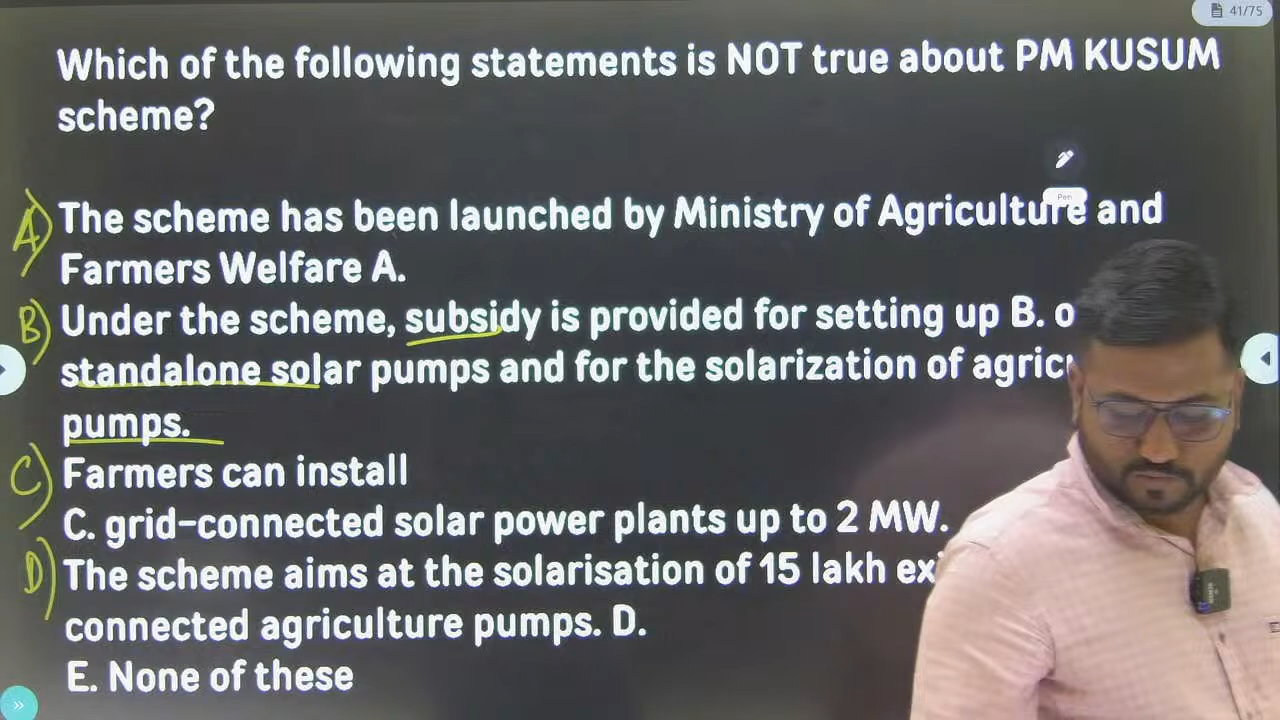 41/75
Which of the following statements is NOT true about PM KUSUM
scheme?
Pen
A) The scheme has been launched by Ministry of Agriculture and
Farmers Welfare A.
B) Under the scheme, subsidy is provided for setting up B.
standalone solar pumps and for the solarization of
pumps.
C) Farmers can install
C. grid-connected solar power plants up to 2 MW.
D) The scheme aims at the solarisation of 15 lakh
connected agriculture pumps. D.
E. None of these
»